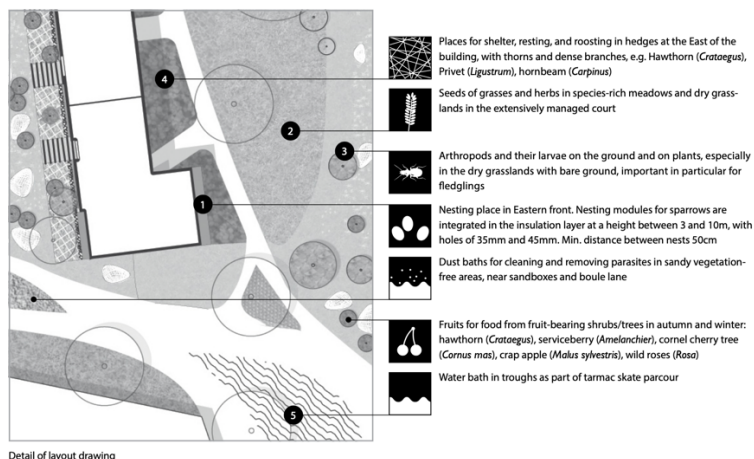 4
2
3
1
5
Places for shelter, resting, and roosting in hedges at the East of the
building, with thorns and dense branches, e.g. Hawthorn (Crataegus),
Privet (Ligustrum), hornbeam (Carpinus)
Seeds of grasses and herbs in species-rich meadows and dry grass-
lands in the extensively managed court
Arthropods and their larvae on the ground and on plants, especially
in the dry grasslands with bare ground, important in particular for
fledglings
Nesting place in Eastern front. Nesting modules for sparrows are
integrated in the insulation layer at a height between 3 and 10m, with
holes of 35mm and 45mm. Min. distance between nests 50cm
Dust baths for cleaning and removing parasites in sandy vegetation-
free areas, near sandboxes and boule lane
Fruits for food from fruit-bearing shrubs/trees in autumn and winter:
hawthorn (Crataegus), serviceberry (Amelanchier), cornel cherry tree
(Cornus mas), crap apple (Malus sylvestris), wild roses (Rosa)
Water bath in troughs as part of tarmac skate parcour
Detail of layout drawing